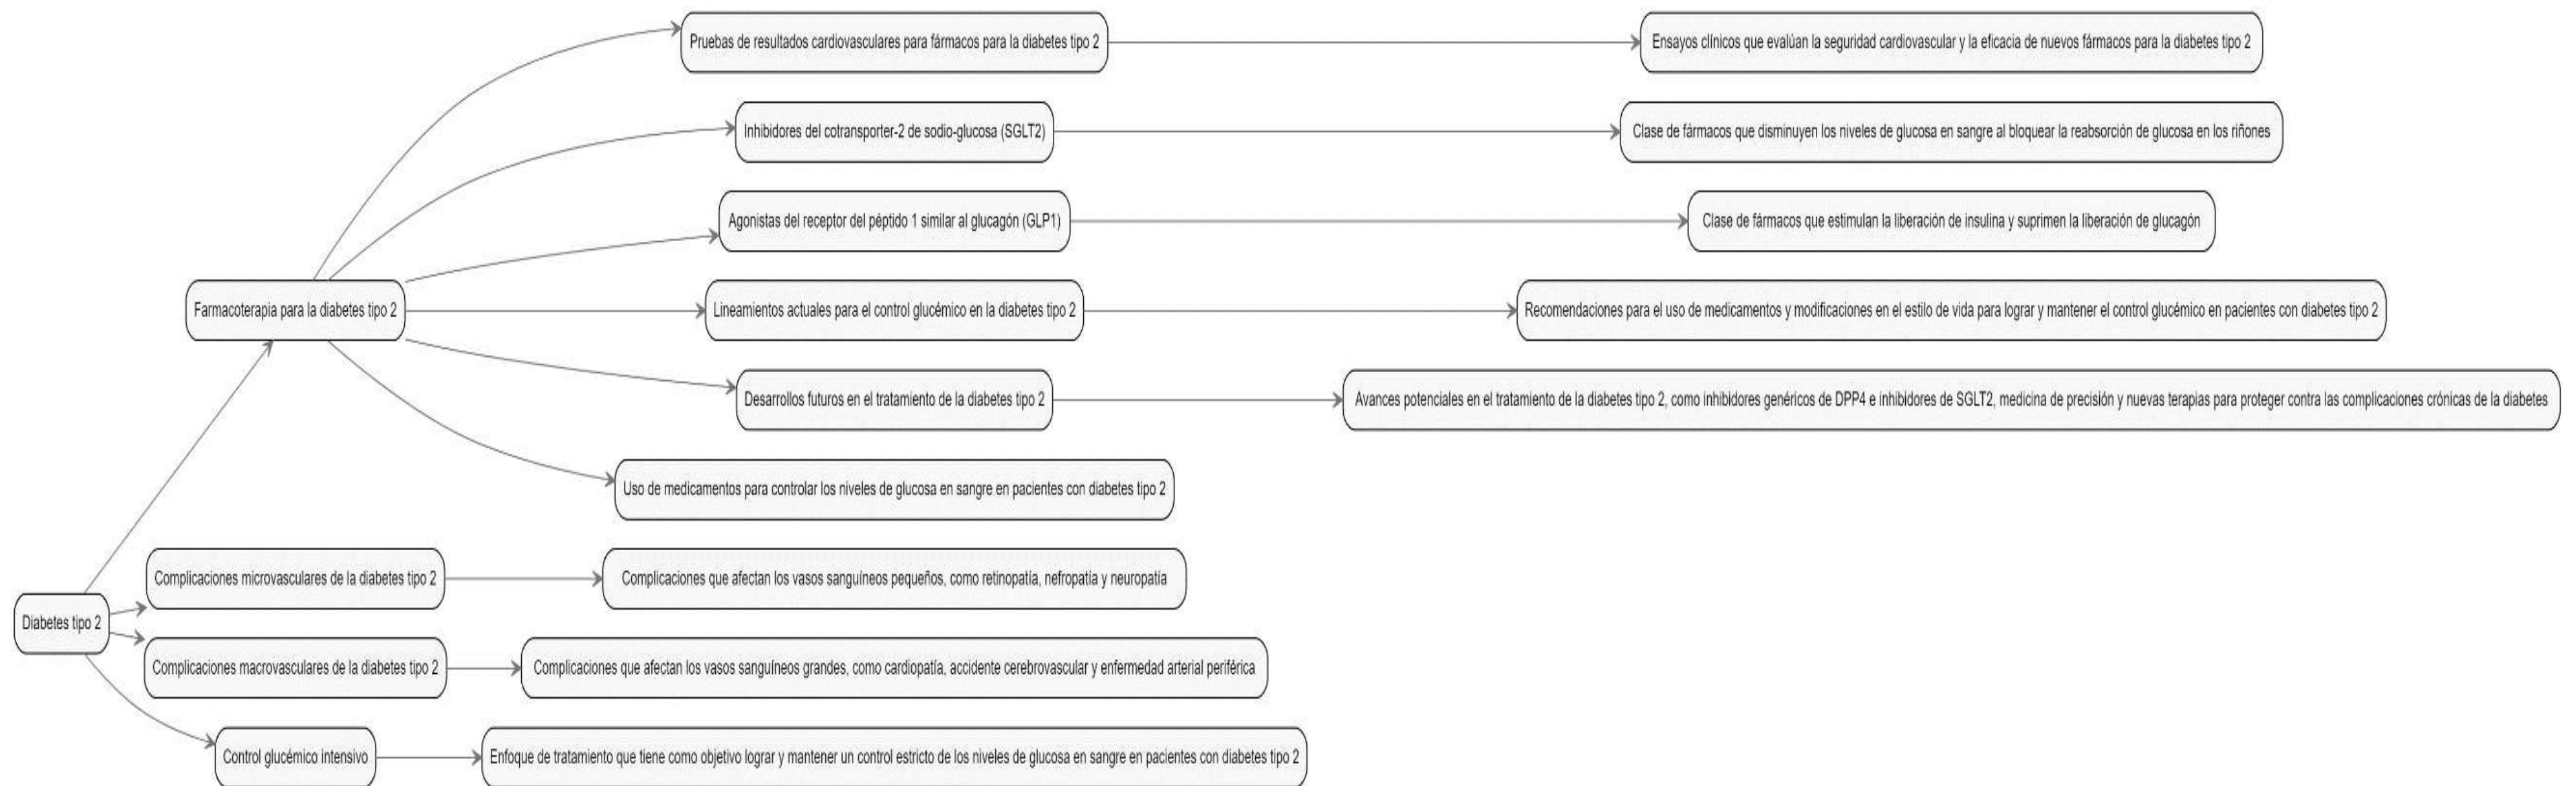 Pruebas de resultados cardiovasculares para fármacos para la diabetes tipo 2
Ensayos clínicos que evalúan la seguridad cardiovascular y la eficacia de nuevos fármacos para la diabetes tipo 2
Inhibidores del cotransporter-2 de sodio-glucosa (SGLT2)
Clase de fármacos que disminuyen los niveles de glucosa en sangre al bloquear la reabsorción de glucosa en los riñones
Agonistas del receptor del péptido 1 similar al glucagón (GLP1)
Clase de fármacos que estimulan la liberación de insulina y suprimen la liberación de glucagón
Farmacoterapia para la diabetes tipo 2
Lineamientos actuales para el control glucémico en la diabetes tipo 2
Recomendaciones para el uso de medicamentos y modificaciones en el estilo de vida para lograr y mantener el control glucémico en pacientes con diabetes tipo 2
Desarrollos futuros en el tratamiento de la diabetes tipo 2
Avances potenciales en el tratamiento de la diabetes tipo 2, como inhibidores genéricos de DPP4 e inhibidores de SGLT2, medicina de precisión y nuevas terapias para proteger contra las complicaciones crónicas de la diabetes
Uso de medicamentos para controlar los niveles de glucosa en sangre en pacientes con diabetes tipo 2
Complicaciones microvasculares de la diabetes tipo 2
Complicaciones que afectan los vasos sanguíneos pequeños, como retinopatía, nefropatía y neuropatía
Diabetes tipo 2
Complicaciones macrovasculares de la diabetes tipo 2
Complicaciones que afectan los vasos sanguíneos grandes, como cardiopatía, accidente cerebrovascular y enfermedad arterial periférica
Control glucémico intensivo
Enfoque de tratamiento que tiene como objetivo lograr y mantener un control estricto de los niveles de glucosa en sangre en pacientes con diabetes tipo 2